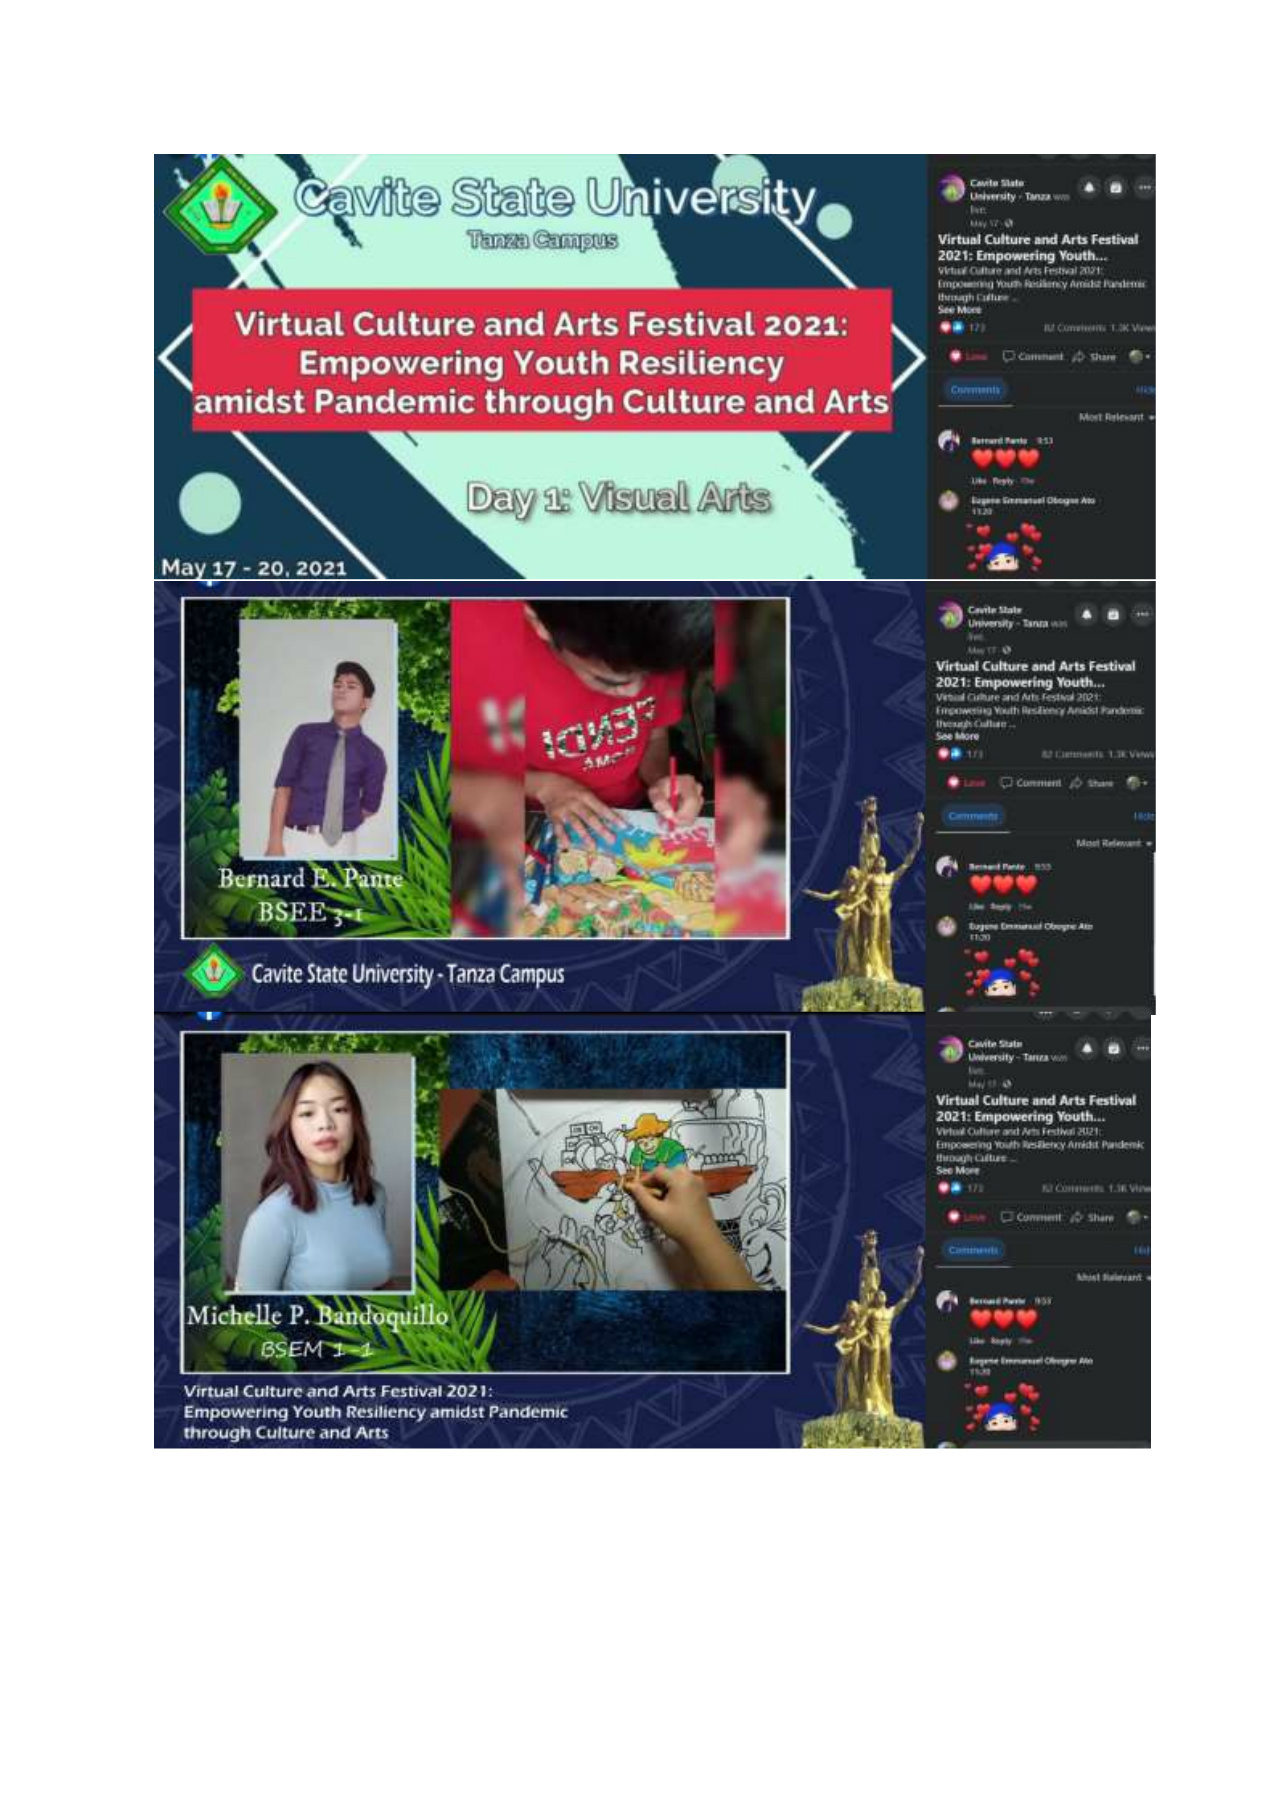 Cavite State University
Tanza Campus
Virtual Culture and Arts Festival 2021:
Empowering Youth Resiliency
amidst Pandemic through Culture and Arts
Day 1: Visual Arts
May 17 - 20, 2021
Cavite State
University - Tanza was
live.
May 17
Virtual Culture and Arts Festival
2021: Empowering Youth...
Virtual Culture and Arts Festival 2021:
Empowering Youth Resiliency Amidst Pandemic
through Culture ...
See More
173 82 Comments 1.3K Views
Love Comment Share
Comments Hide
Most Relevant
Bernard Pante 9:53
Like Reply 19w
Eugene Emmanuel Obogne Ato
11:20
Bernard E. Pante
BSEE 3-1
Cavite State University - Tanza Campus
Cavite State
University - Tanza was
live.
May 17
Virtual Culture and Arts Festival
2021: Empowering Youth...
Virtual Culture and Arts Festival 2021:
Empowering Youth Resiliency Amidst Pandemic
through Culture ...
See More
173 82 Comments 1.3K Views
Love Comment Share
Comments Hide
Most Relevant
Bernard Pante 9:53
Like Reply 19w
Eugene Emmanuel Obogne Ato
11:20
Michelle P. Bandoquillo
BSEM 1-1
Virtual Culture and Arts Festival 2021:
Empowering Youth Resiliency amidst Pandemic
through Culture and Arts
Cavite State
University - Tanza was
live.
May 17
Virtual Culture and Arts Festival
2021: Empowering Youth...
Virtual Culture and Arts Festival 2021:
Empowering Youth Resiliency Amidst Pandemic
through Culture ...
See More
173 82 Comments 1.3K View
Love Comment Share
Comments Hid
Most Relevant
Bernard Pante 9:53
Like Reply 19w
Eugene Emmanuel Obogne Ato
11:20